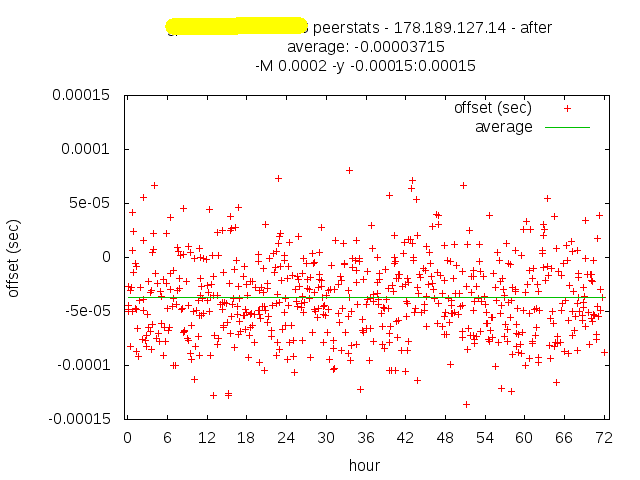 peerstats - 178.189.127.14 - after
average: -0.00003715
-M 0.0002 -y -0.00015:0.00015
0.00015
offset (sec)
average
0.0001
5e-05
0
-5e-05
-0.0001
-0.00015
offset (sec)
0 6 12 18 24 30 36 42 48 54 60 66 72
hour